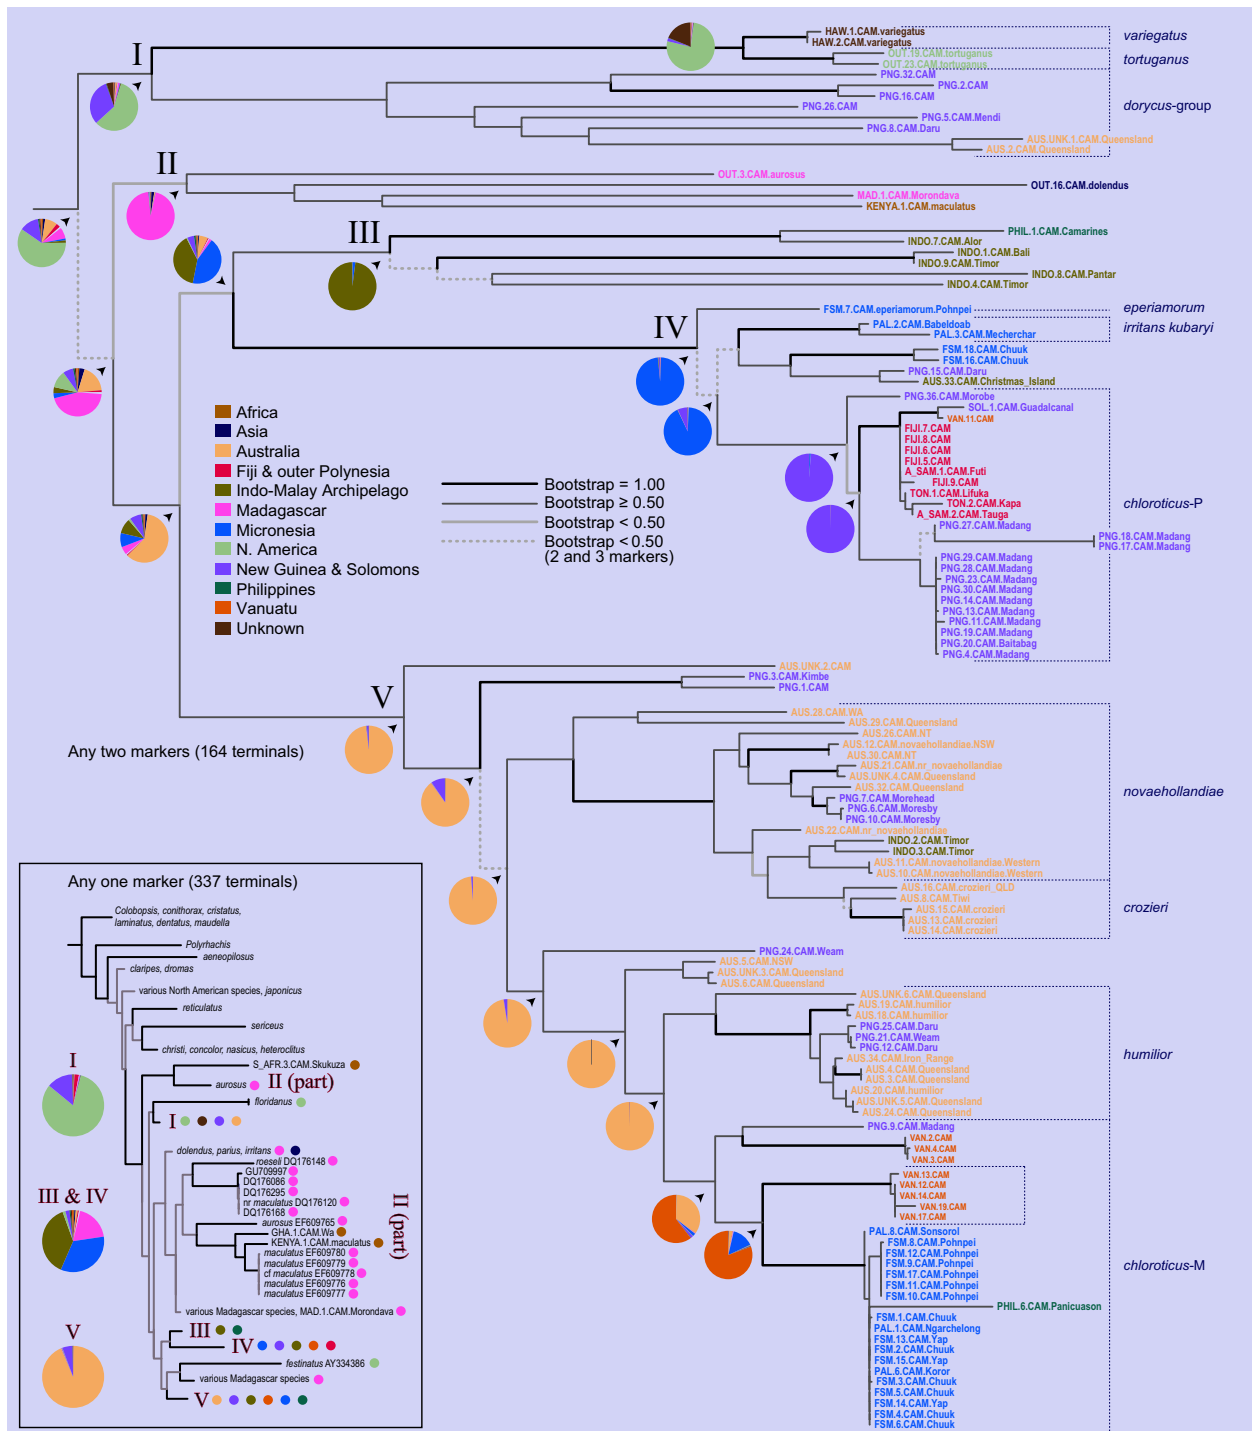 I
HAW.1.CAM.variegatus
HAW.2.CAM.variegatus
variegatus
OUT.19.CAM.tortuganus
OUT.23.CAM.tortuganus
tortuganus
PNG.32.CAM
PNG.2.CAM
PNG.16.CAM
PNG.26.CAM
dorycus-group
PNG.5.CAM.Mendi
PNG.8.CAM.Daru
AUS.UNK.1.CAM.Queensland
AUS.2.CAM.Queensland
II
OUT.3.CAM.aurosus
OUT.16.CAM.dolendus
MAD.1.CAM.Morondava
KENYA.1.CAM.maculatus
III
PHIL.1.CAM.Camarines
INDO.7.CAM.Alor
INDO.1.CAM.Bali
INDO.9.CAM.Timor
INDO.8.CAM.Pantar
INDO.4.CAM.Timor
IV
FSM.7.CAM.eperiamorum.Pohnpei
eperiamorum
PAL.2.CAM.Babeldoab
PAL.3.CAM.Mecherchar
irritans kubaryi
FSM.18.CAM.Chuuk
FSM.16.CAM.Chuuk
PNG.15.CAM.Daru
AUS.33.CAM.Christmas_Island
PNG.36.CAM.Morobe
SOL.1.CAM.Guadalcanal
VAN.11.CAM
FIJI.7.CAM
FIJI.8.CAM
FIJI.6.CAM
FIJI.5.CAM
A_SAM.1.CAM.Futi
FIJI.9.CAM
TON.1.CAM.Lifuka
TON.2.CAM.Kapa
A_SAM.2.CAM.Tauga
chloroticus-P
PNG.27.CAM.Madang
PNG.18.CAM.Madang
PNG.17.CAM.Madang
PNG.29.CAM.Madang
PNG.28.CAM.Madang
PNG.23.CAM.Madang
PNG.30.CAM.Madang
PNG.14.CAM.Madang
PNG.13.CAM.Madang
PNG.11.CAM.Madang
PNG.19.CAM.Madang
PNG.20.CAM.Baitabag
PNG.4.CAM.Madang
Africa
Asia
Australia
Fiji & outer Polynesia
Indo-Malay Archipelago
Madagascar
Micronesia
N. America
New Guinea & Solomons
Philippines
Vanuatu
Unknown
Bootstrap = 1.00
Bootstrap ≥ 0.50
Bootstrap < 0.50
Bootstrap < 0.50
(2 and 3 markers)
V
AUS.UNK.2.CAM
PNG.3.CAM.Kimbe
PNG.1.CAM
Any two markers (164 terminals)
AUS.28.CAM.WA
AUS.29.CAM.Queensland
AUS.26.CAM.NT
AUS.12.CAM.novaehollandiae.NSW
AUS.30.CAM.NT
AUS.21.CAM.nr_novaehollandiae
AUS.UNK.4.CAM.Queensland
AUS.32.CAM.Queensland
PNG.7.CAM.Morehead
PNG.6.CAM.Moresby
PNG.10.CAM.Moresby
novaehollandiae
AUS.22.CAM.nr_novaehollandiae
INDO.2.CAM.Timor
INDO.3.CAM.Timor
AUS.11.CAM.novaehollandiae.Western
AUS.10.CAM.novaehollandiae.Western
AUS.16.CAM.crozieri_QLD
AUS.8.CAM.Tiwi
AUS.15.CAM.crozieri
AUS.13.CAM.crozieri
AUS.14.CAM.crozieri
crozieri
PNG.24.CAM.Weam
AUS.5.CAM.NSW
AUS.UNK.3.CAM.Queensland
AUS.6.CAM.Queensland
AUS.UNK.6.CAM.Queensland
AUS.19.CAM.humilior
AUS.18.CAM.humilior
PNG.25.CAM.Daru
PNG.21.CAM.Weam
PNG.12.CAM.Daru
AUS.34.CAM.Iron_Range
AUS.4.CAM.Queensland
AUS.3.CAM.Queensland
AUS.20.CAM.humilior
AUS.UNK.5.CAM.Queensland
AUS.24.CAM.Queensland
humilior
PNG.9.CAM.Madang
VAN.2.CAM
VAN.4.CAM
VAN.3.CAM
VAN.13.CAM
VAN.12.CAM
VAN.14.CAM
VAN.19.CAM
VAN.17.CAM
PAL.8.CAM.Sonsorol
FSM.8.CAM.Pohnpei
FSM.12.CAM.Pohnpei
FSM.9.CAM.Pohnpei
FSM.17.CAM.Pohnpei
FSM.11.CAM.Pohnpei
FSM.10.CAM.Pohnpei
chloroticus-M
PHIL.6.CAM.Panicuason
FSM.1.CAM.Chuuk
PAL.1.CAM.Ngarchelong
FSM.13.CAM.Yap
FSM.2.CAM.Chuuk
FSM.15.CAM.Yap
PAL.6.CAM.Koror
FSM.3.CAM.Chuuk
FSM.5.CAM.Chuuk
FSM.14.CAM.Yap
FSM.4.CAM.Chuuk
FSM.6.CAM.Chuuk
Any one marker (337 terminals)
Colobopsis, conithorax, cristatus,
laminatus, dentatus, maudella
Polyrhachis
aeneopilosus
claripes, dromas
various North American species, japonicus
reticulatus
sericeus
christi, concolor, nasicus, heteroclitus
I
S_AFR.3.CAM.Skukuza
aurosus
II (part)
floridanus
I
dolendus, parius, irritans
roeseli DQ176148
GU709997
DQ176086
DQ176295
nr maculatus DQ176120
DQ176168
III & IV
aurosus EF609765
GHA.1.CAM.Wa
KENYA.1.CAM.maculatus
maculatus EF609780
maculatus EF609779
cf maculatus EF609778
maculatus EF609776
maculatus EF609777
II (part)
various Madagascar species, MAD.1.CAM.Morondava
III
IV
V
festinatus AY334386
various Madagascar species
V